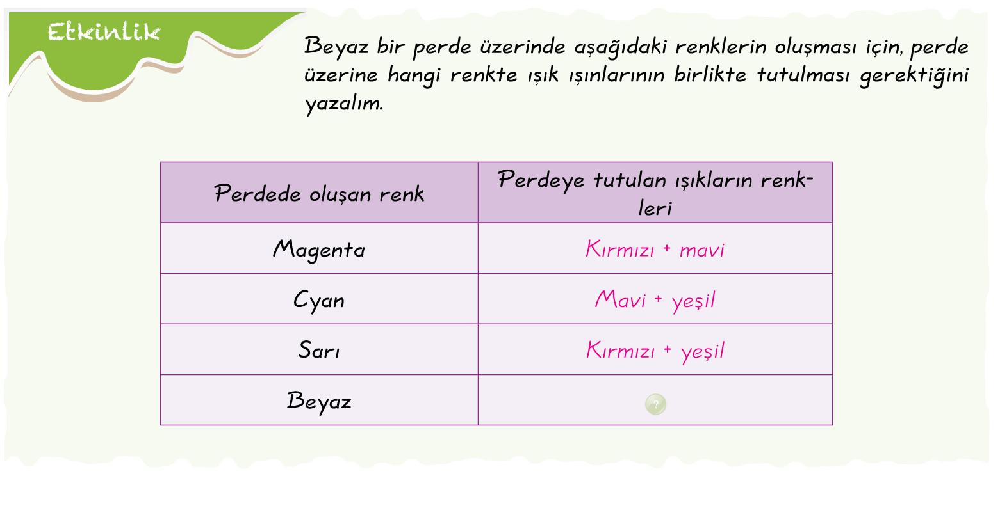 Etkinlik
Beyaz bir perde üzerinde aşağıdaki renklerin oluşması için, perde
üzerine hangi renkte ışık ışınlarının birlikte tutulması gerektiğini
yazalım.
Perdede oluşan renk
Perdeye tutulan ışıkların renk-
leri
Magenta
Kırmızı + mavi
Cyan
Mavi + yeşil
Sarı
Kırmızı + yeşil
Beyaz
?